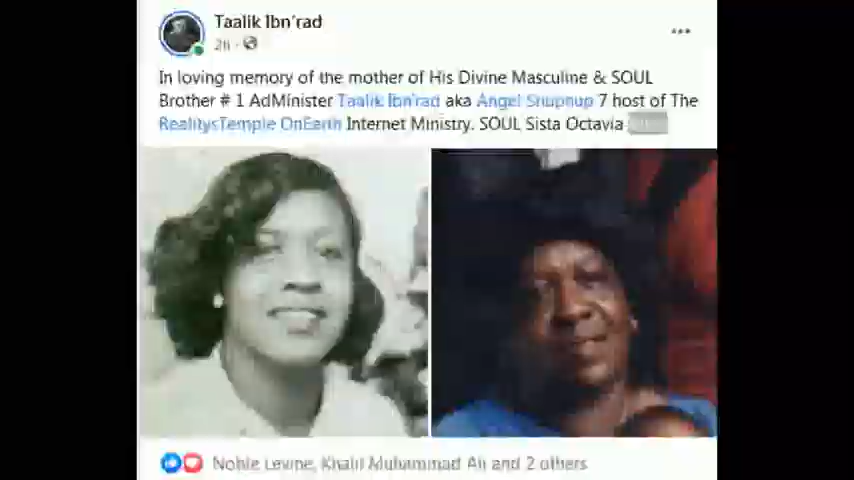 Taalik Ibn'rad
2h ·
In loving memory of the mother of His Divine Masculine & SOUL
Brother # 1 AdMinister Taalik Ibn'rad aka Angel Snupnup 7 host of The
RealitysTemple OnEarth Internet Ministry. SOUL Sista Octavia
Noble Levine, Khalil Muhammad Ali and 2 others